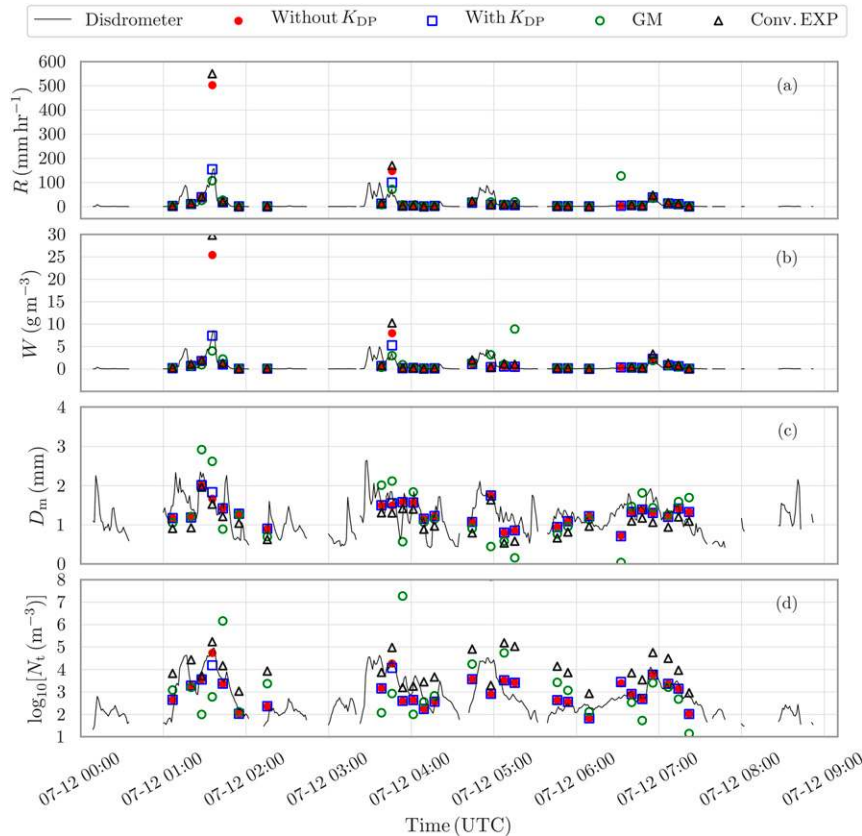 Disdrometer Without K_DP With K_DP GM Conv. EXP
R (mm hr⁻¹)
600
500
400
300
200
100
0
(a)
W (g m⁻³)
30
25
20
15
10
5
0
(b)
D_m (mm)
4
3
2
1
0
(c)
log₁₀[N_t (m⁻³)]
8
7
6
5
4
3
2
1
(d)
07-12 00:00 07-12 01:00 07-12 02:00 07-12 03:00 07-12 04:00 07-12 05:00 07-12 06:00 07-12 07:00 07-12 08:00 07-12 09:00
Time (UTC)